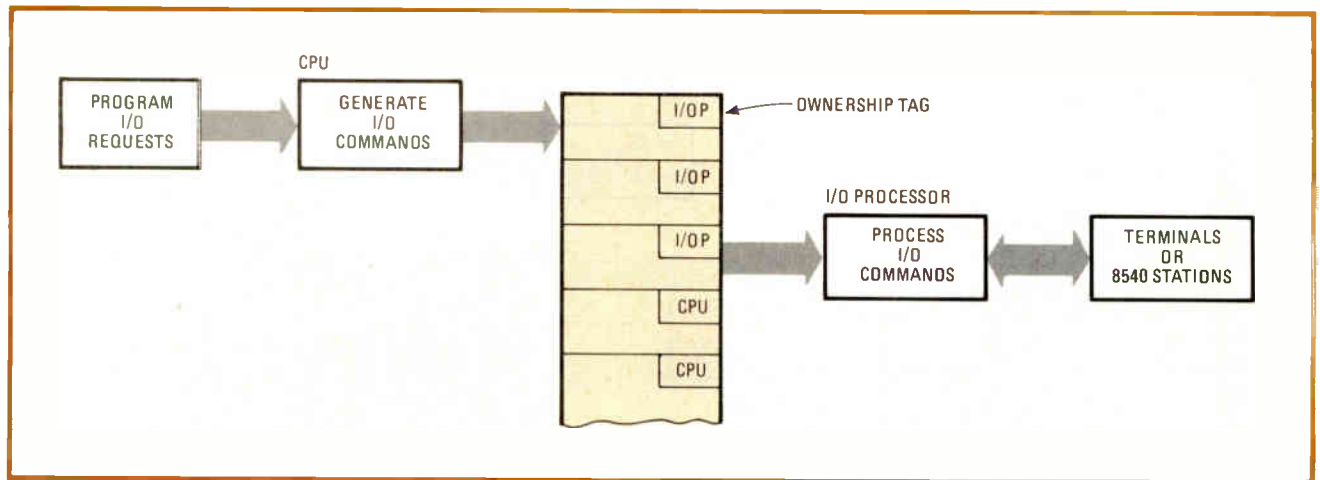 PROGRAM
I/O
REQUESTS
CPU
GENERATE
I/O
COMMANDS
I/OP
OWNERSHIP TAG
I/OP
I/OP
CPU
CPU
I/O PROCESSOR
PROCESS
I/O
COMMANDS
TERMINALS
OR
8540 STATIONS